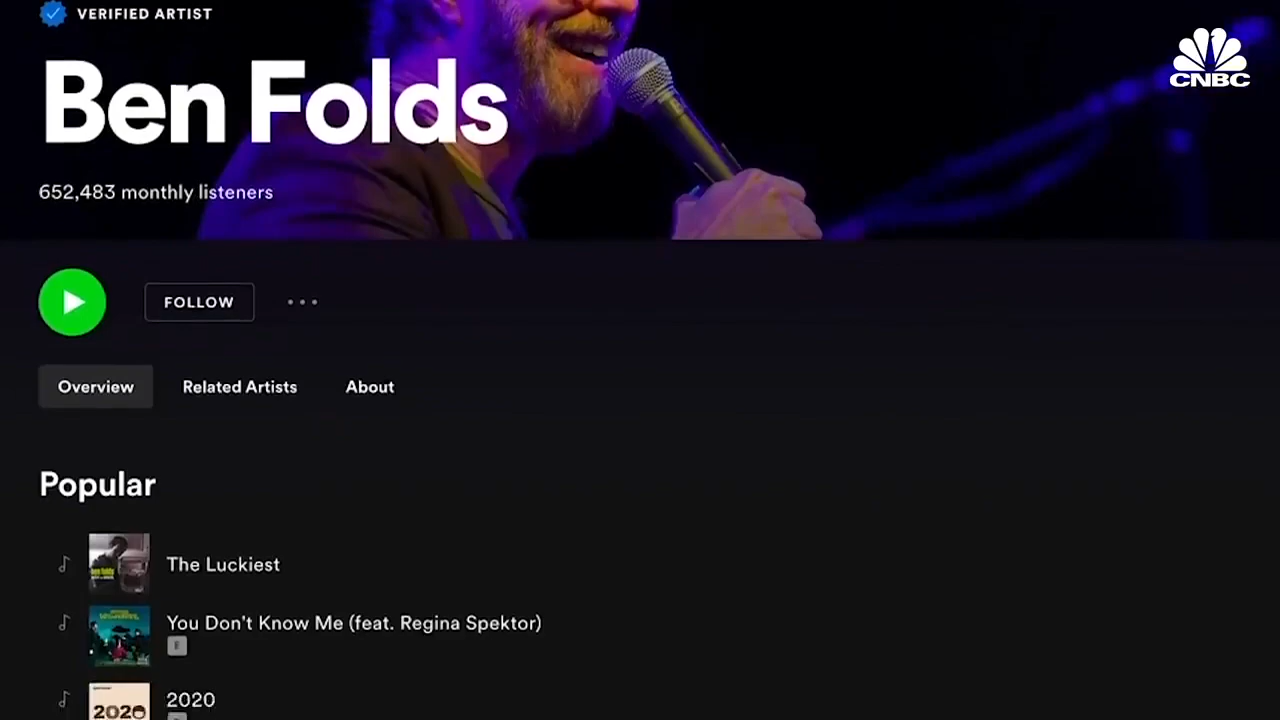 VERIFIED ARTIST
CNBC
Ben Folds
652,483 monthly listeners
FOLLOW
Overview
Related Artists
About
Popular
The Luckiest
You Don't Know Me (feat. Regina Spektor)
E
2020
2020